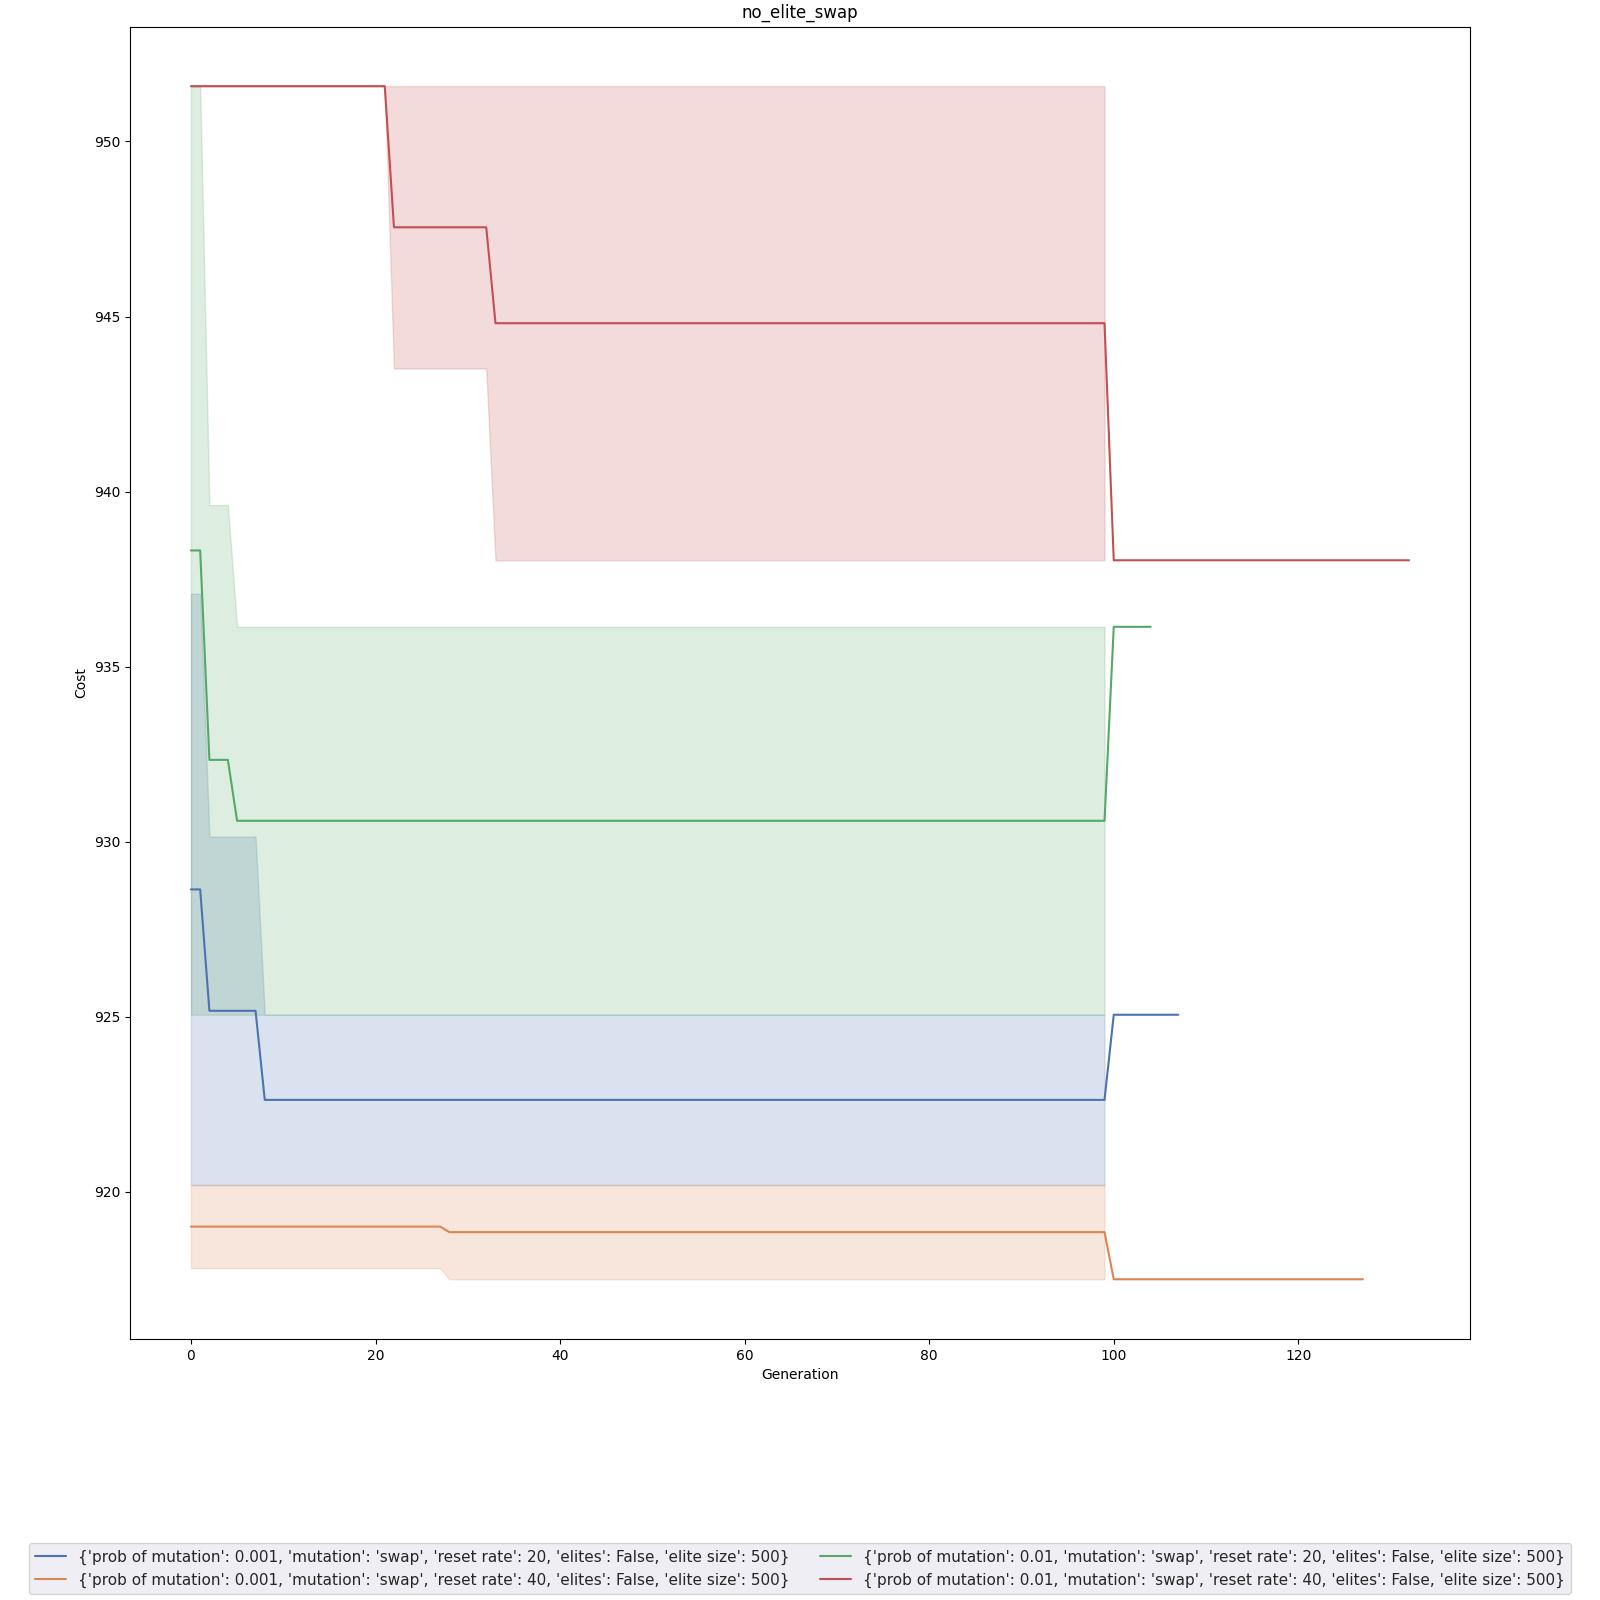 no_elite_swap
950
945
940
935
930
925
920
Cost
0 20 40 60 80 100 120
Generation
{'prob of mutation': 0.001, 'mutation': 'swap', 'reset rate': 20, 'elites': False, 'elite size': 500}
{'prob of mutation': 0.001, 'mutation': 'swap', 'reset rate': 40, 'elites': False, 'elite size': 500}
{'prob of mutation': 0.01, 'mutation': 'swap', 'reset rate': 20, 'elites': False, 'elite size': 500}
{'prob of mutation': 0.01, 'mutation': 'swap', 'reset rate': 40, 'elites': False, 'elite size': 500}